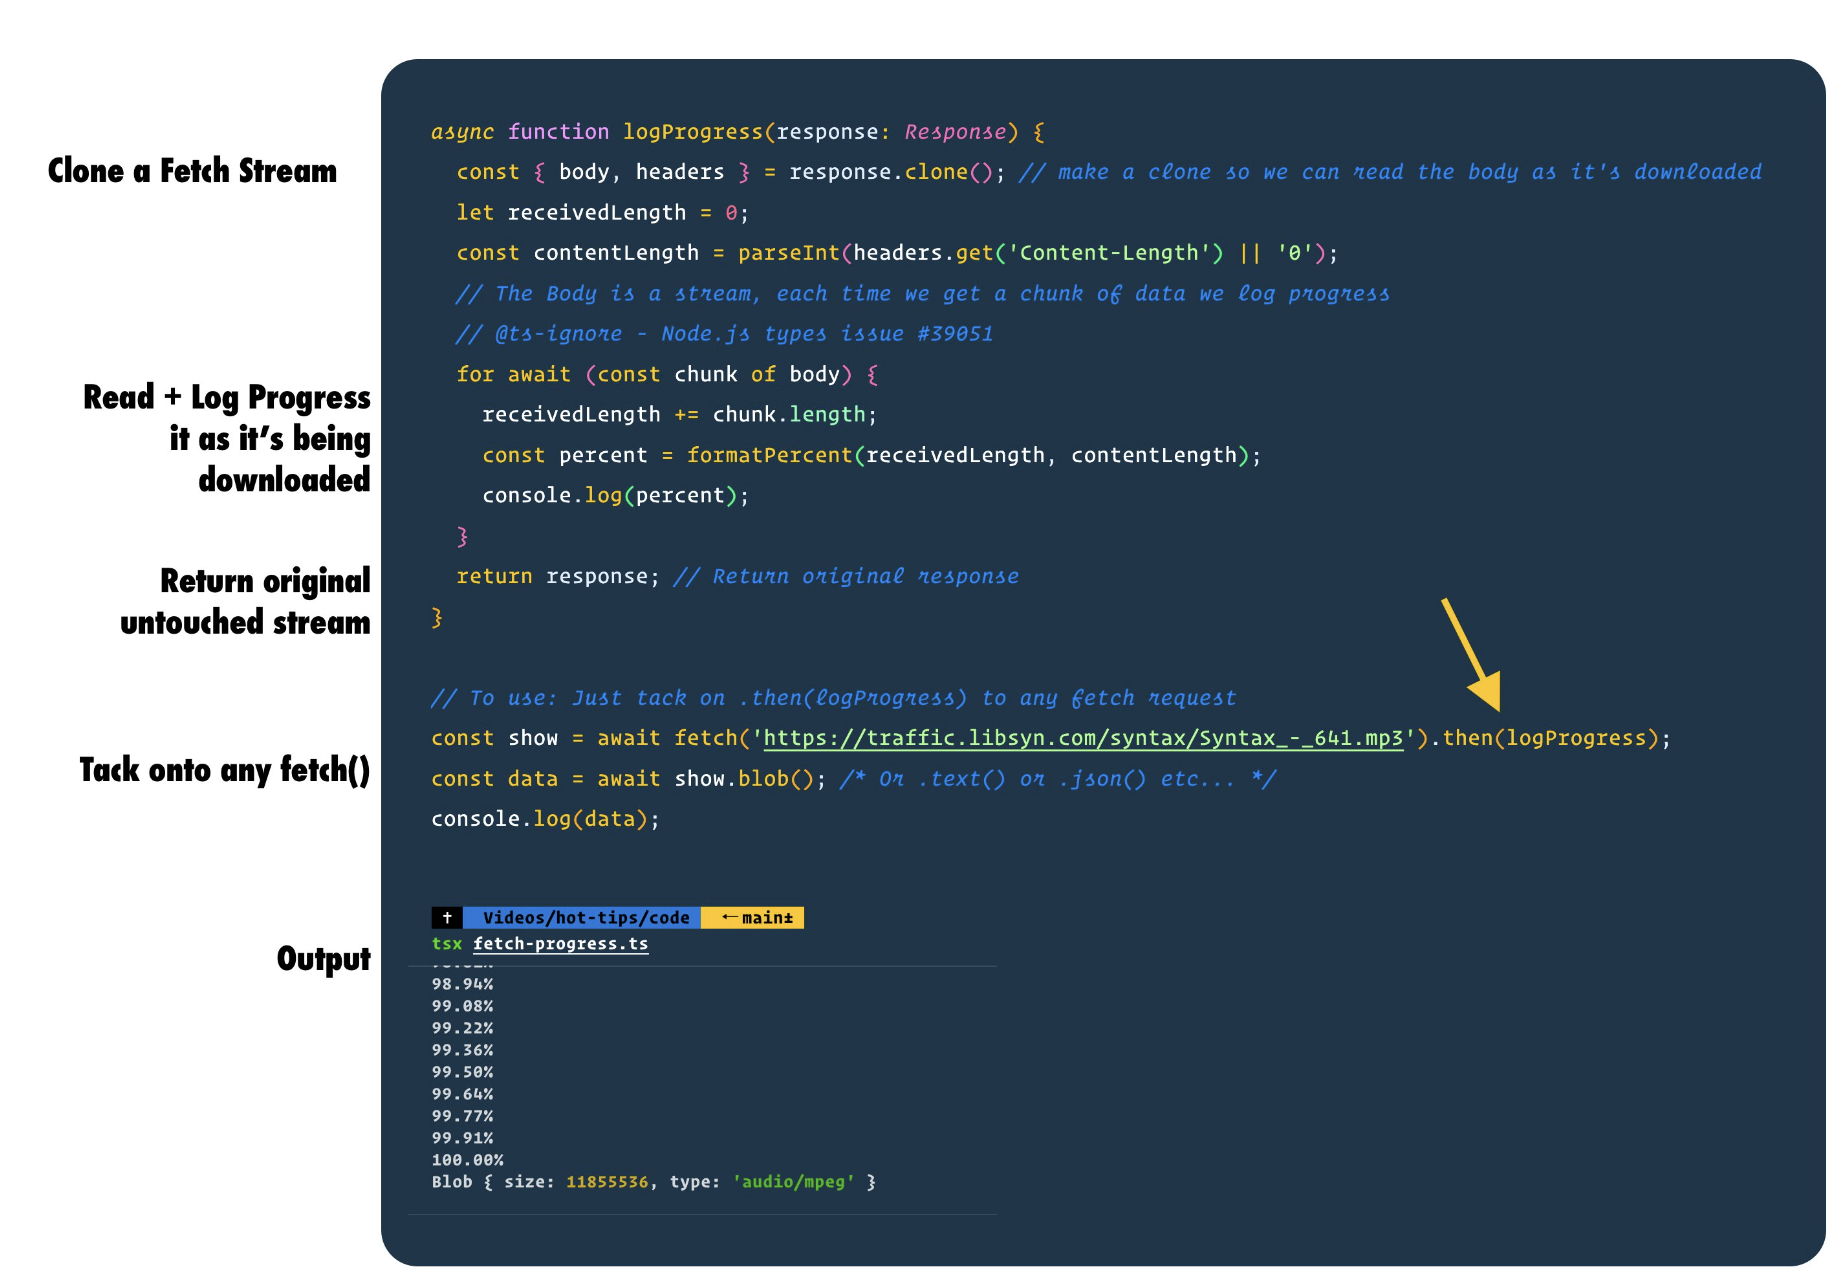 Clone a Fetch Stream
Read + Log Progress
it as it's being
downloaded
Return original
untouched stream
Tack onto any fetch()
Output
async function logProgress(response: Response) {
  const { body, headers } = response.clone(); // make a clone so we can read the body as it's downloaded
  let receivedLength = 0;
  const contentLength = parseInt(headers.get('Content-Length') || '0');
  // The Body is a stream, each time we get a chunk of data we log progress
  // @ts-ignore - Node.js types issue #39051
  for await (const chunk of body) {
    receivedLength += chunk.length;
    const percent = formatPercent(receivedLength, contentLength);
    console.log(percent);
  }
  return response; // Return original response
}
// To use: Just tack on .then(logProgress) to any fetch request
const show = await fetch('https://traffic.libsyn.com/syntax/Syntax_-_641.mp3').then(logProgress);
const data = await show.blob(); /* Or .text() or .json() etc... */
console.log(data);
† Videos/hot-tips/code ←main±
tsx fetch-progress.ts
98.94%
99.08%
99.22%
99.36%
99.50%
99.64%
99.77%
99.91%
100.00%
Blob { size: 11855536, type: 'audio/mpeg' }